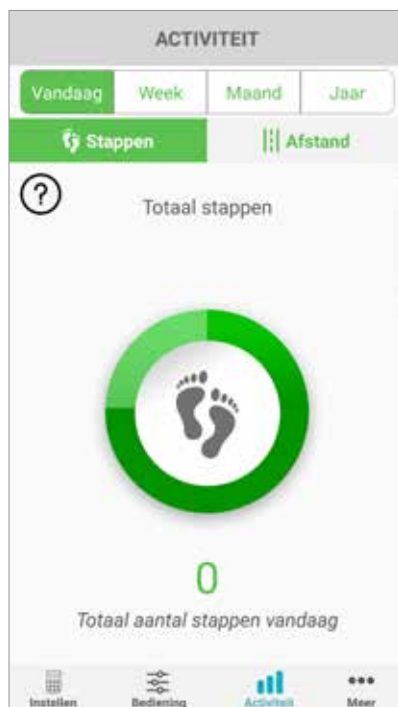 ACTIVITEIT
Vandaag Week Maand Jaar
Stappen Afstand
?
Totaal stappen
0
Totaal aantal stappen vandaag
Instellen Bediening Activiteit Meer